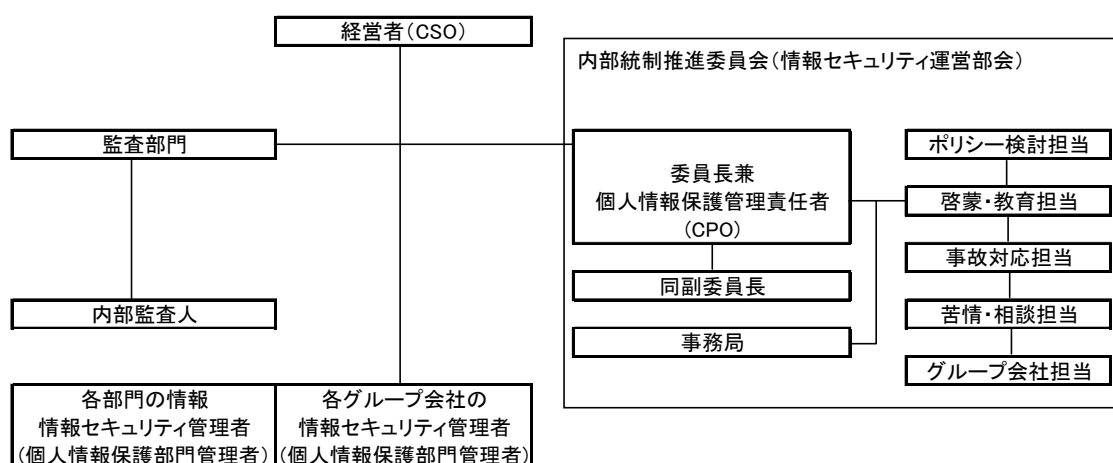 経営者(CSO)
内部統制推進委員会(情報セキュリティ運営部会)
監査部門
委員長兼
個人情報保護管理責任者
(CPO)
ポリシー検討担当
啓蒙・教育担当
事故対応担当
同副委員長
内部監査人
苦情・相談担当
事務局
グループ会社担当
各部門の情報
情報セキュリティ管理者
(個人情報保護部門管理者)
各グループ会社の
情報セキュリティ管理者
(個人情報保護部門管理者)